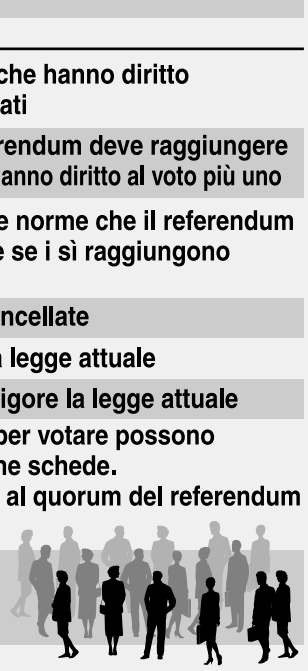 che hanno diritto
ati
rendum deve raggiungere
anno diritto al voto più uno
e norme che il referendum
e se i sì raggiungono
ncellate
a legge attuale
igore la legge attuale
per votare possono
ne schede.
al quorum del referendum